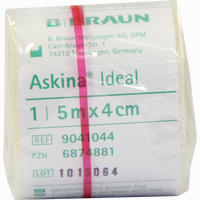 B|BRAUN
B. Braun Melsungen AG, OPM
Carl-Braun-Str. 1
34212 Melsungen, Germany
Askina® Ideal
1 | 5 m x 4 cm
REF 9041044
PZN 6874881
LOT 1015064